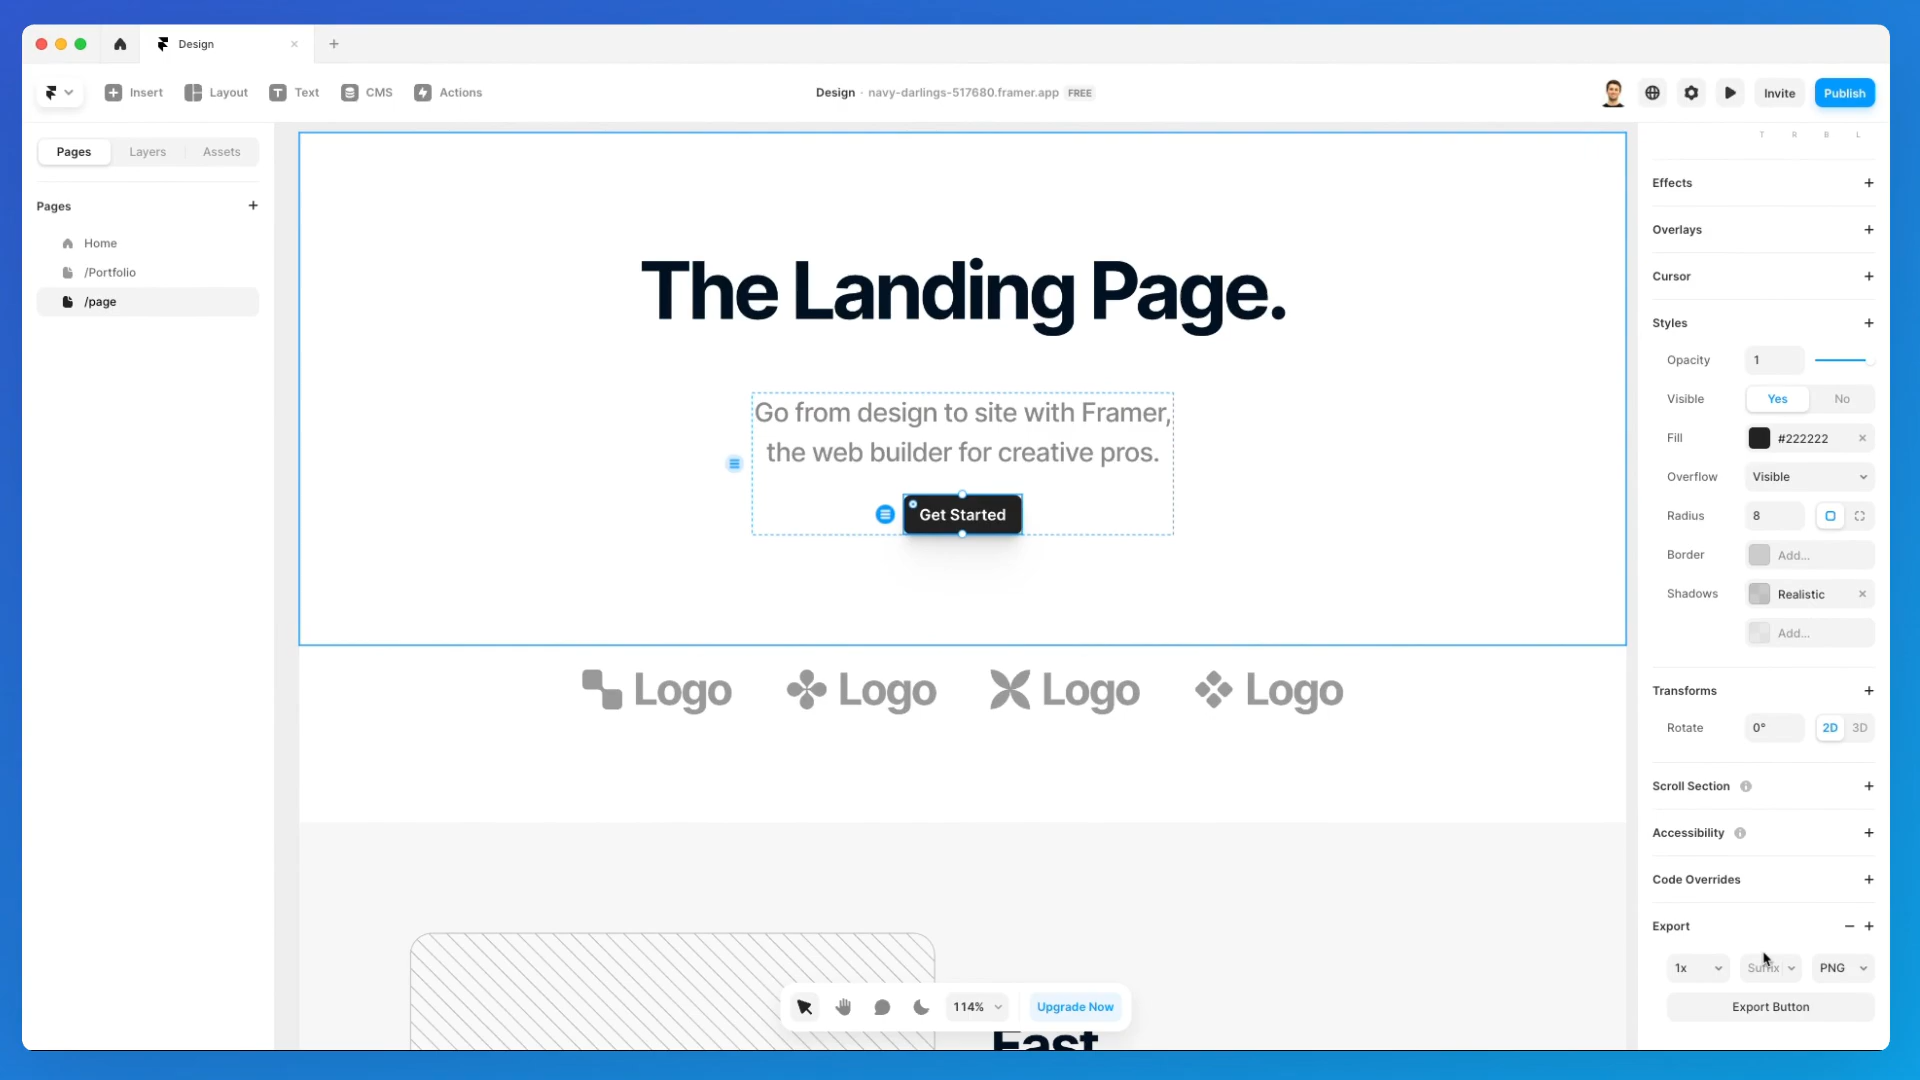 Design
Insert
Layout
Text
CMS
Actions
Design · navy-darlings-517680.framer.app FREE
Invite
Publish
Pages
Layers
Assets
Pages
Home
/Portfolio
/page
The Landing Page.
Go from design to site with Framer,
the web builder for creative pros.
Get Started
Logo
Logo
Logo
Logo
Fast
114%
Upgrade Now
T R B L
Effects
Overlays
Cursor
Styles
Opacity 1
Visible Yes No
Fill #222222
Overflow Visible
Radius 8
Border Add...
Shadows Realistic
Add...
Transforms
Rotate 0° 2D 3D
Scroll Section
Accessibility
Code Overrides
Export
1x Suffix PNG
Export Button